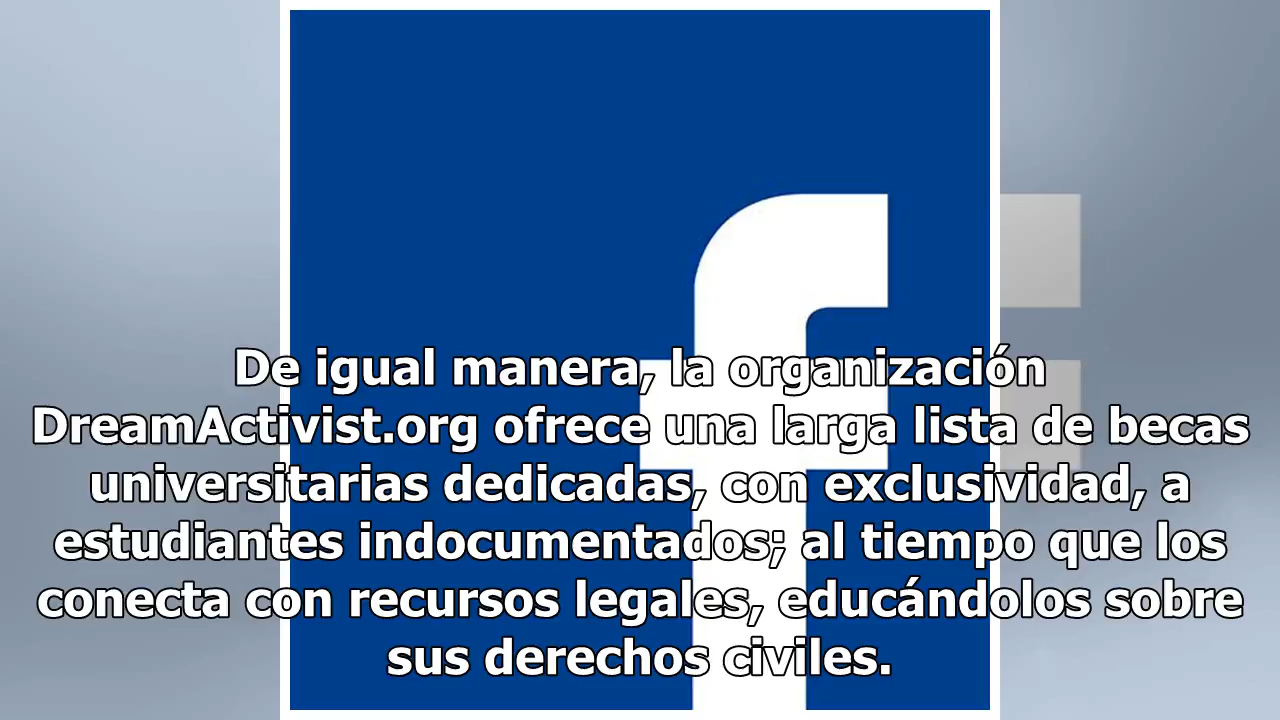 De igual manera, la organización
DreamActivist.org ofrece una larga lista de becas
universitarias dedicadas, con exclusividad, a
estudiantes indocumentados; al tiempo que los
conecta con recursos legales, educándolos sobre
sus derechos civiles.